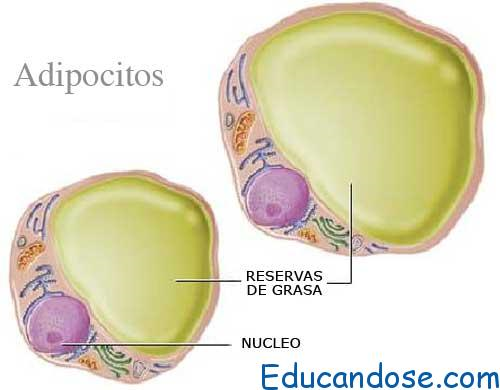 Adipocitos
RESERVAS
DE GRASA
NUCLEO
Educandose.com